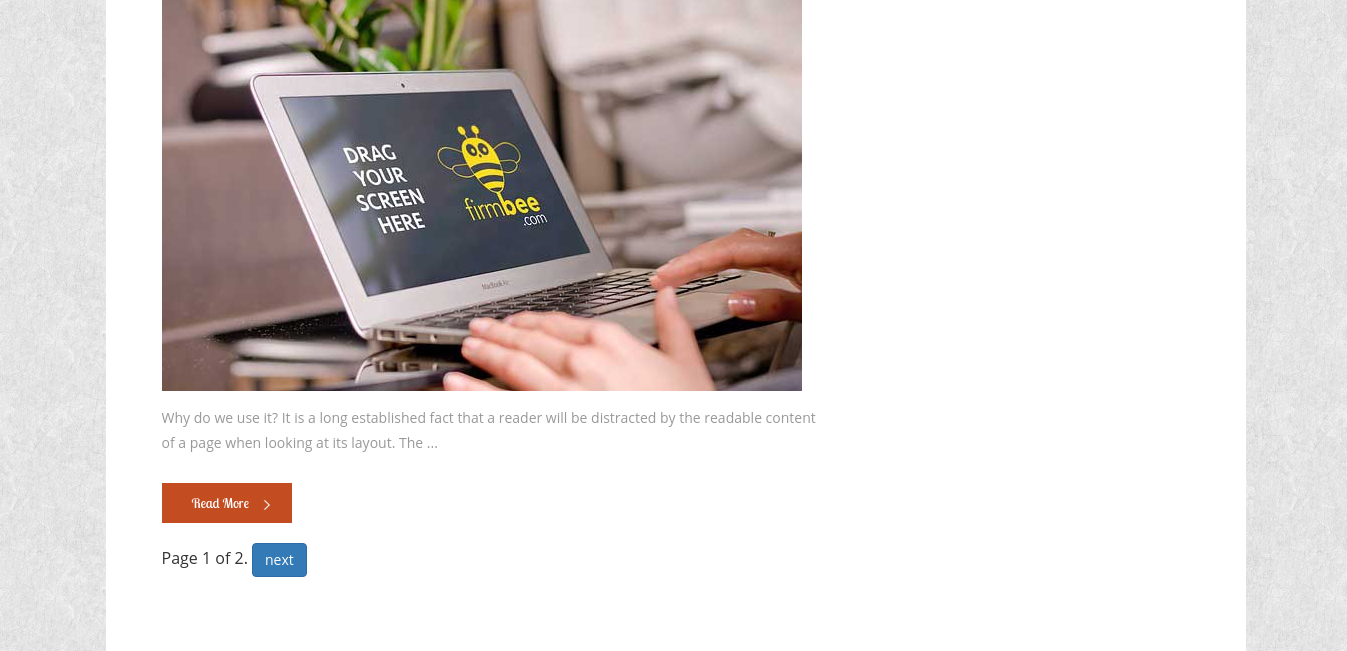 DRAG
YOUR
SCREEN
HERE
firmbee
.com
MacBook Air
Why do we use it? It is a long established fact that a reader will be distracted by the readable content
of a page when looking at its layout. The ...
Read More
Page 1 of 2. next